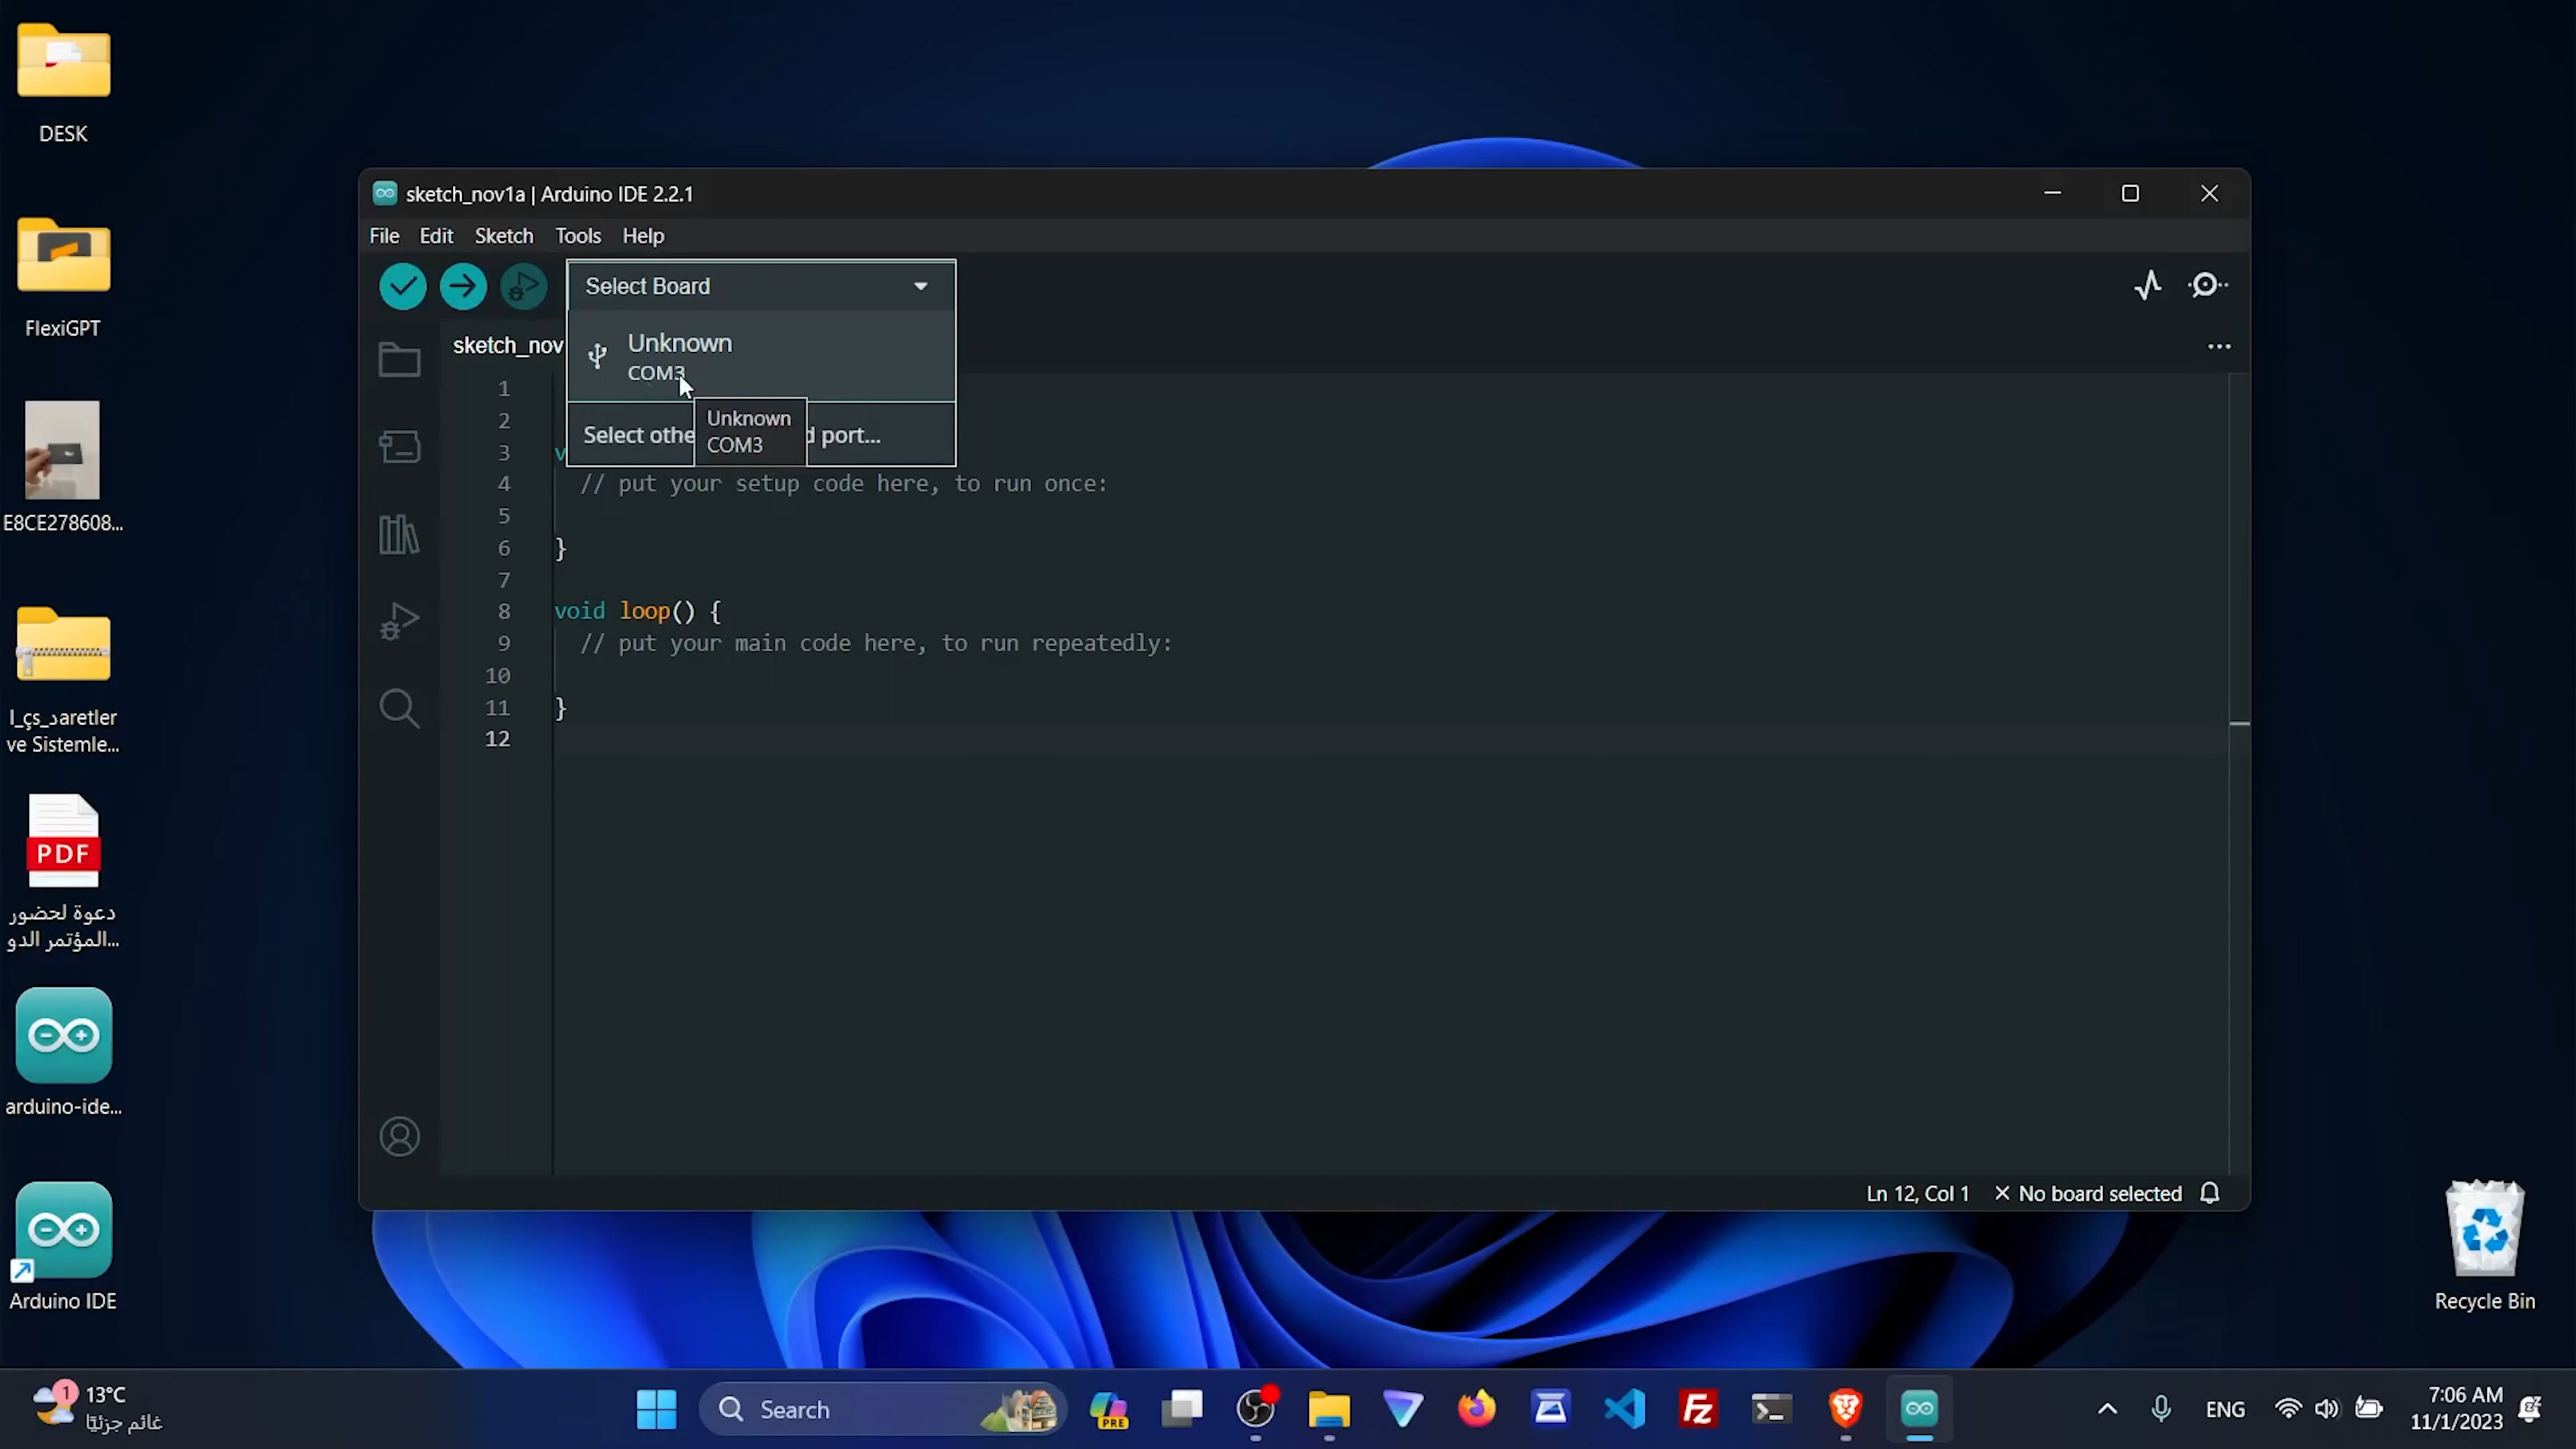 DESK
FlexiGPT
E8CE278608...
ve Sistemle...
PDF
دعوة لحضور
المؤتمر الدو...
arduino-ide...
Arduino IDE
sketch_nov1a | Arduino IDE 2.2.1
File Edit Sketch Tools Help
Select Board
Unknown
COM3
Select othe
d port...
Unknown
COM3
sketch_nov
1
2
3 v
4 // put your setup code here, to run once:
5
6 }
7
8 void loop() {
9 // put your main code here, to run repeatedly:
10
11 }
12
Ln 12, Col 1 No board selected
Recycle Bin
1
13°C
غائم جزئيًا
Search
PRE
Fz
ENG
7:06 AM
11/1/2023